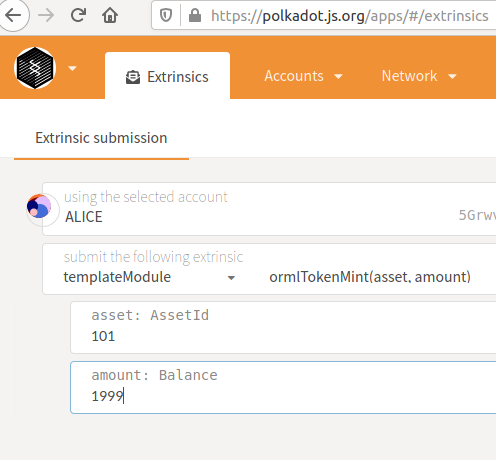 https://polkadot.js.org/apps/#/extrinsics
Extrinsics Accounts Network
Extrinsic submission
using the selected account
ALICE 5Grwv
submit the following extrinsic
templateModule ormlTokenMint(asset, amount)
asset: AssetId
101
amount: Balance
1999